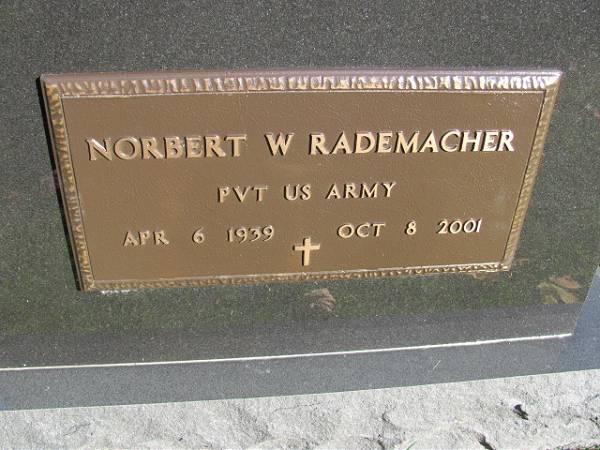 NORBERT W RADEMACHER
PVT US ARMY
APR 6 1939 OCT 8 2001